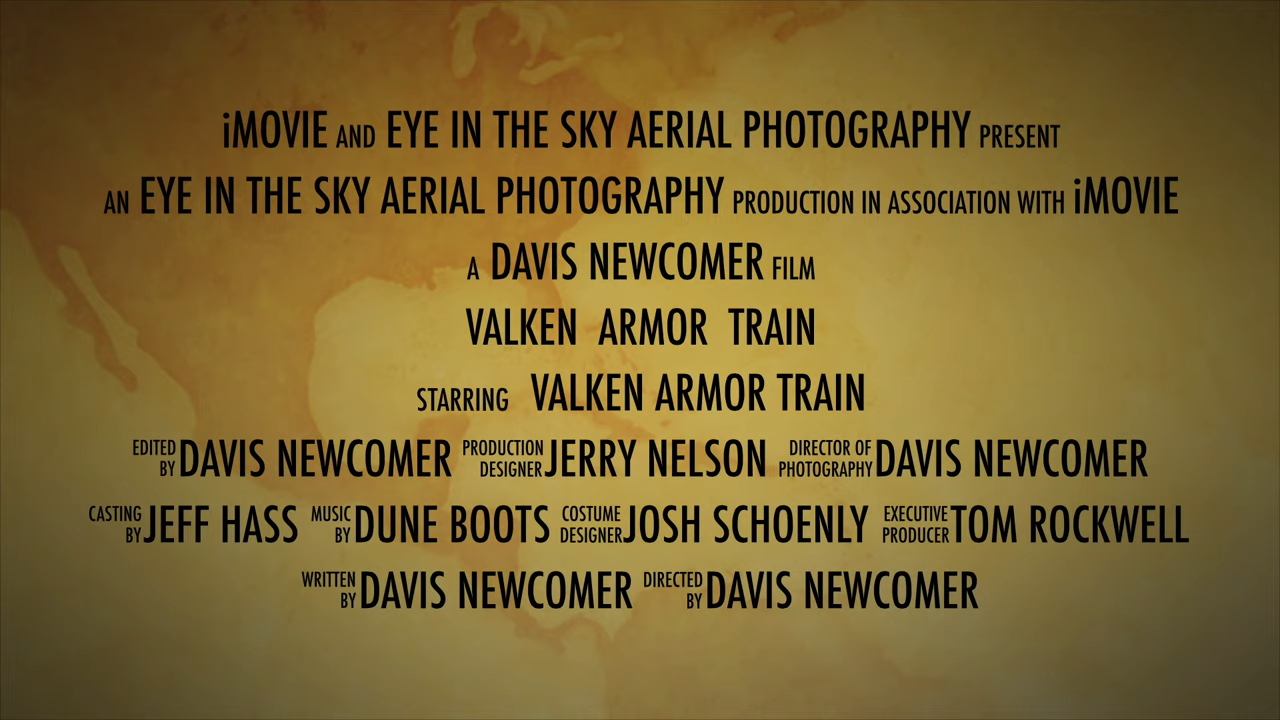 iMOVIE AND EYE IN THE SKY AERIAL PHOTOGRAPHY PRESENT
AN EYE IN THE SKY AERIAL PHOTOGRAPHY PRODUCTION IN ASSOCIATION WITH iMOVIE
A DAVIS NEWCOMER FILM
VALKEN ARMOR TRAIN
STARRING VALKEN ARMOR TRAIN
EDITED BY DAVIS NEWCOMER PRODUCTION DESIGNER JERRY NELSON DIRECTOR OF PHOTOGRAPHY DAVIS NEWCOMER
CASTING BY JEFF HASS MUSIC BY DUNE BOOTS COSTUME DESIGNER JOSH SCHOENLY EXECUTIVE PRODUCER TOM ROCKWELL
WRITTEN BY DAVIS NEWCOMER DIRECTED BY DAVIS NEWCOMER